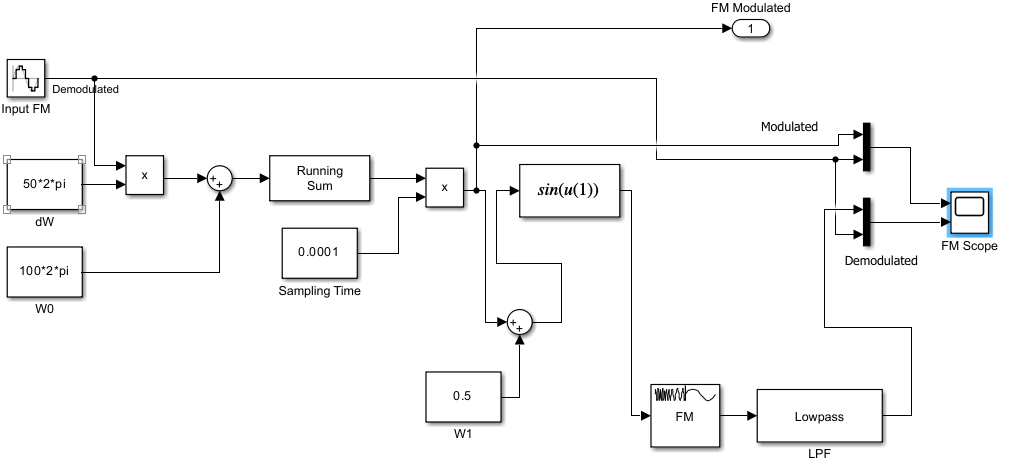 FM Modulated
1
Demodulated
Input FM
Modulated
50*2*pi
x
Running
Sum
x
sin(u(1))
dW
0.0001
100*2*pi
FM Scope
Demodulated
Sampling Time
W0
0.5
W1
FM
Lowpass
LPF